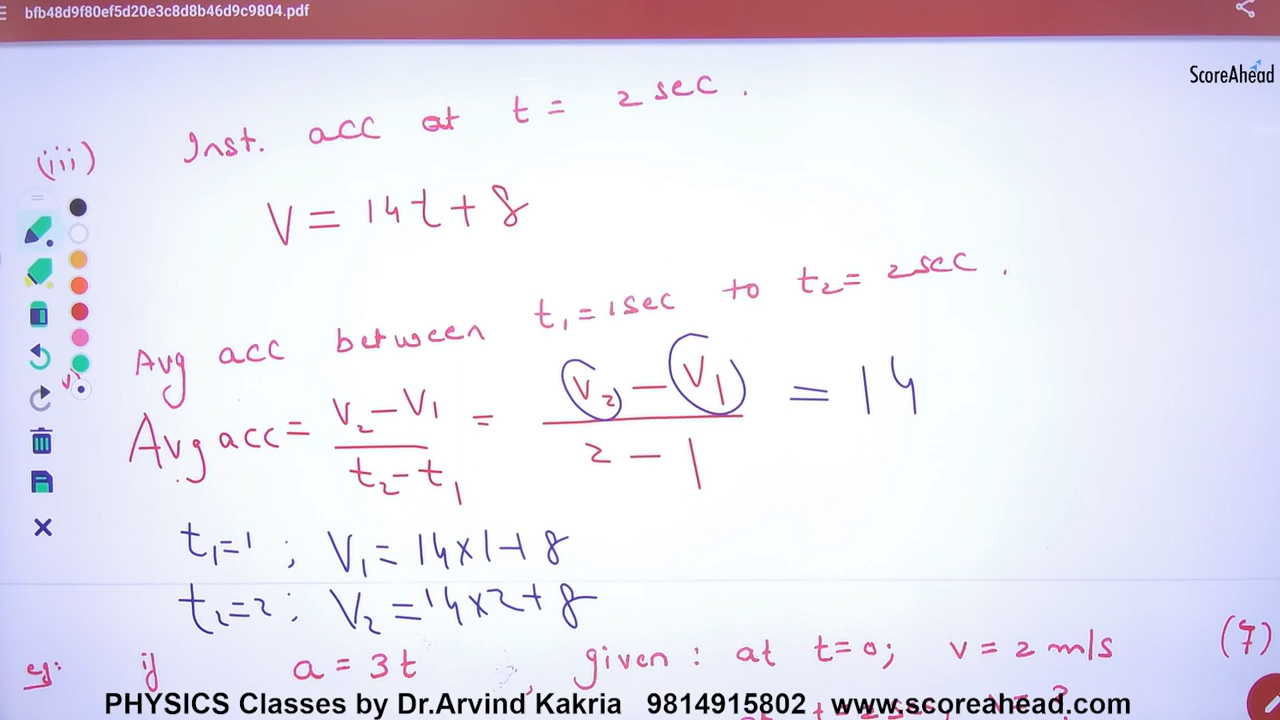 bfb48d9f80ef5d20e3c8d8b46d9c9804.pdf
ScoreAhead
(iii) Inst. acc at t = 2 sec.
V = 14t + 8
Avg acc between t₁ = 1sec to t₂ = 2sec.
Avg acc = (V₂ - V₁)/(t₂ - t₁) = (V₂ - V₁)/(2 - 1) = 14
t₁=1 ; V₁ = 14×1+8
t₂=2 ; V₂ = 14×2+8
eg: if a = 3t , given : at t=0; v = 2 m/s (7)
PHYSICS Classes by Dr.Arvind Kakria 9814915802 www.scoreahead.com